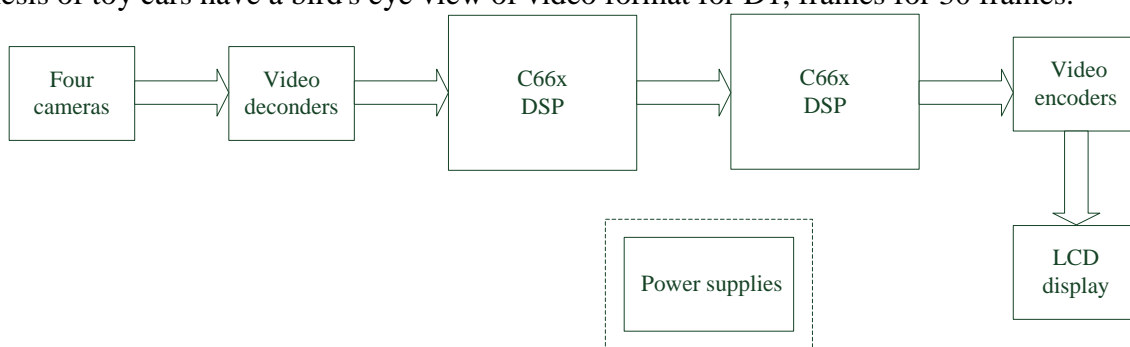 nesis of toy cars have a bird's eye view of video format for D1, frames for 30 frames.
Four
cameras
Video
deconders
C66x
DSP
C66x
DSP
Video
encoders
LCD
display
Power supplies